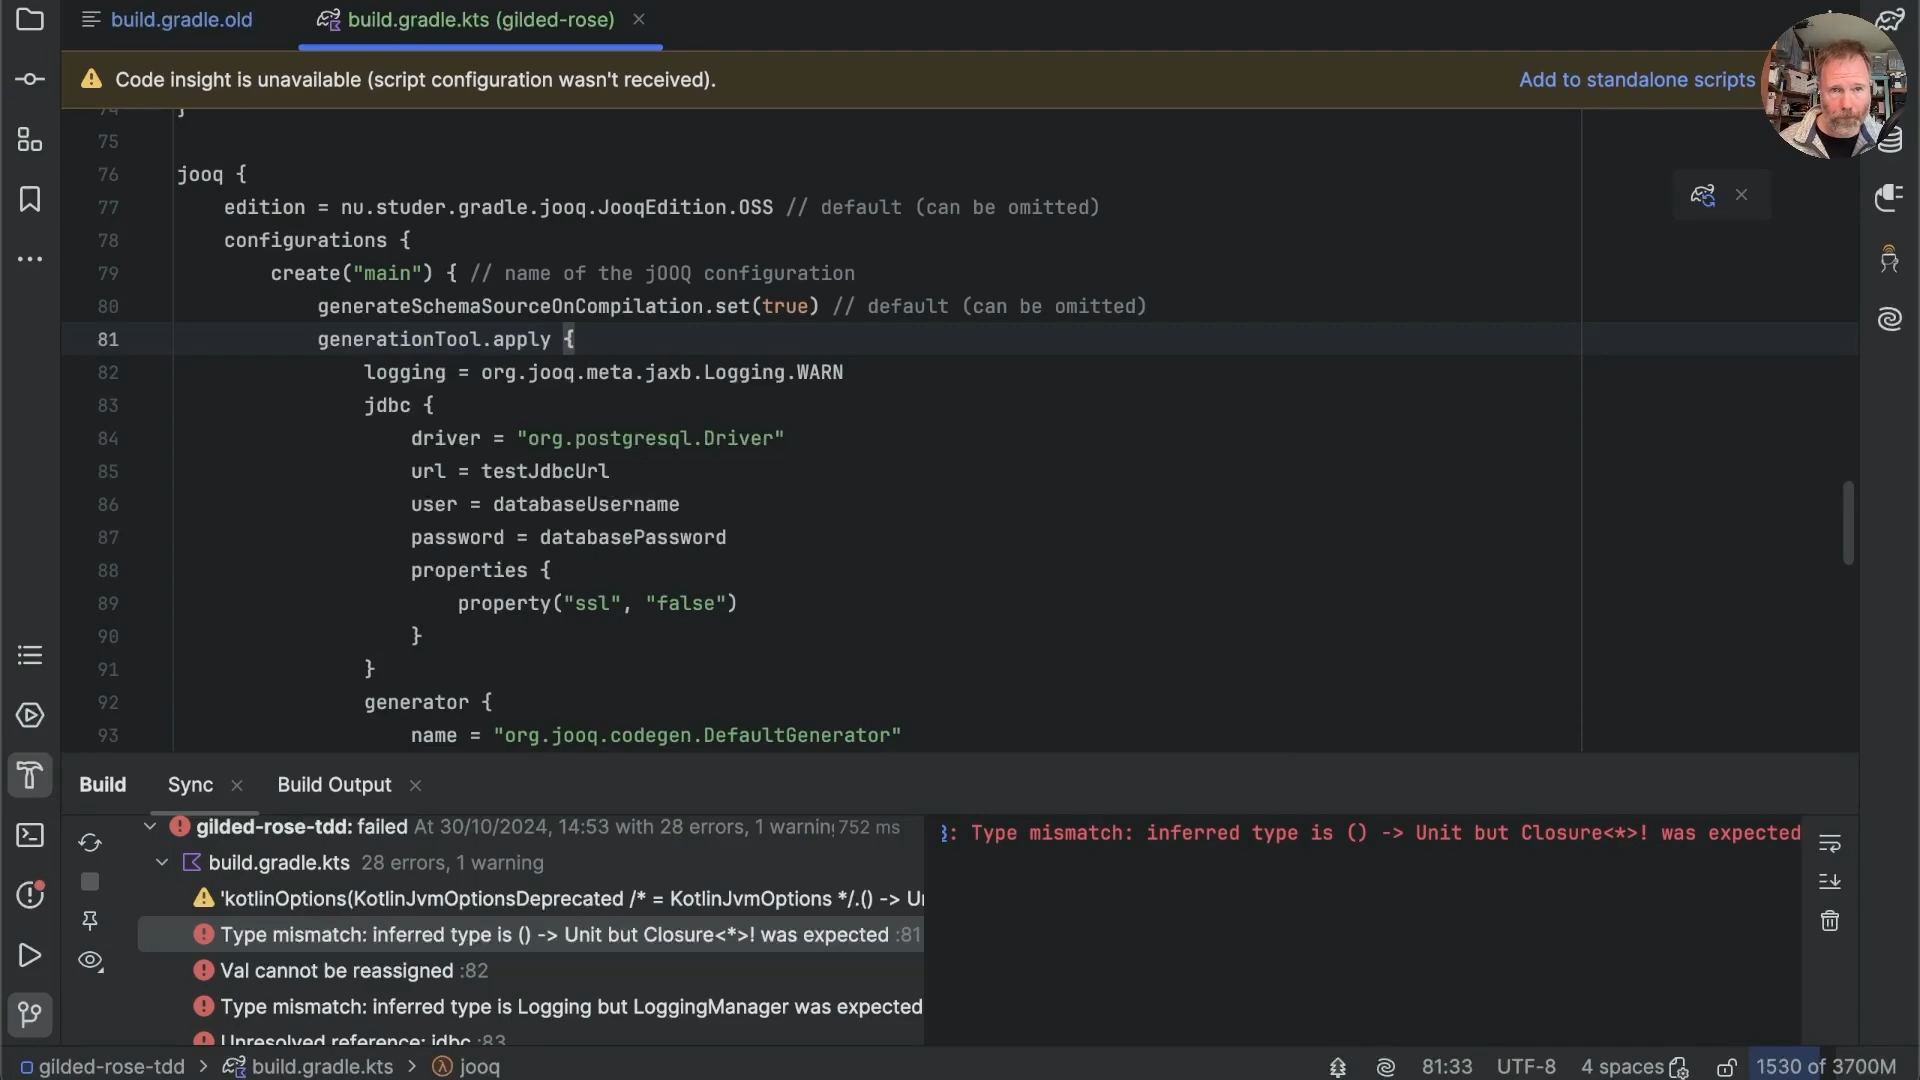 build.gradle.old
build.gradle.kts (gilded-rose)
Code insight is unavailable (script configuration wasn't received).
Add to standalone scripts
74 }
75
76 jooq {
77 edition = nu.studer.gradle.jooq.JooqEdition.OSS // default (can be omitted)
78 configurations {
79 create("main") { // name of the jOOQ configuration
80 generateSchemaSourceOnCompilation.set(true) // default (can be omitted)
81 generationTool.apply {
82 logging = org.jooq.meta.jaxb.Logging.WARN
83 jdbc {
84 driver = "org.postgresql.Driver"
85 url = testJdbcUrl
86 user = databaseUsername
87 password = databasePassword
88 properties {
89 property("ssl", "false")
90 }
91 }
92 generator {
93 name = "org.jooq.codegen.DefaultGenerator"
Build Sync Build Output
gilded-rose-tdd: failed At 30/10/2024, 14:53 with 28 errors, 1 warning 752 ms
build.gradle.kts 28 errors, 1 warning
'kotlinOptions(KotlinJvmOptionsDeprecated /* = KotlinJvmOptions */.() -> Un
Type mismatch: inferred type is () -> Unit but Closure<*>! was expected :81
Val cannot be reassigned :82
Type mismatch: inferred type is Logging but LoggingManager was expected
Unresolved reference: jdbc :83
3: Type mismatch: inferred type is () -> Unit but Closure<*>! was expected
gilded-rose-tdd > build.gradle.kts > jooq
81:33 UTF-8 4 spaces 1530 of 3700M